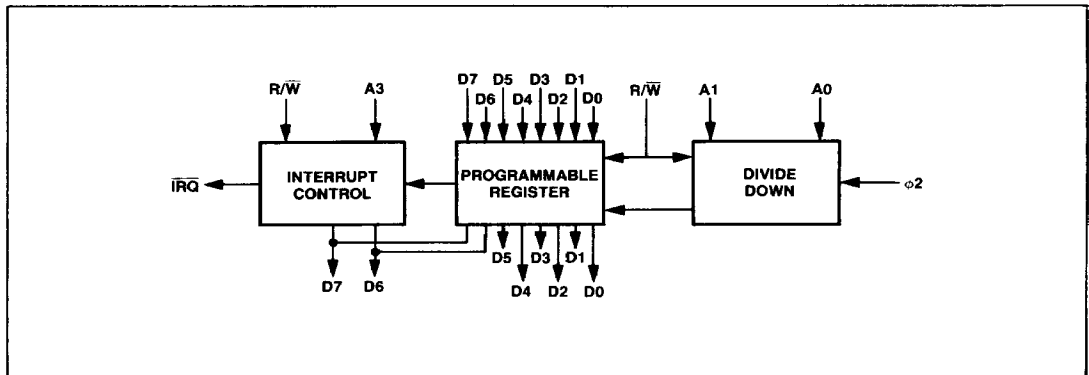 D7 D5 D3 D1
R/W̅ A3 D6 D4 D2 D0 R/W̅ A1 A0
I̅R̅Q̅ INTERRUPT CONTROL PROGRAMMABLE REGISTER DIVIDE DOWN φ2
D5 D3 D1
D7 D6 D4 D2 D0